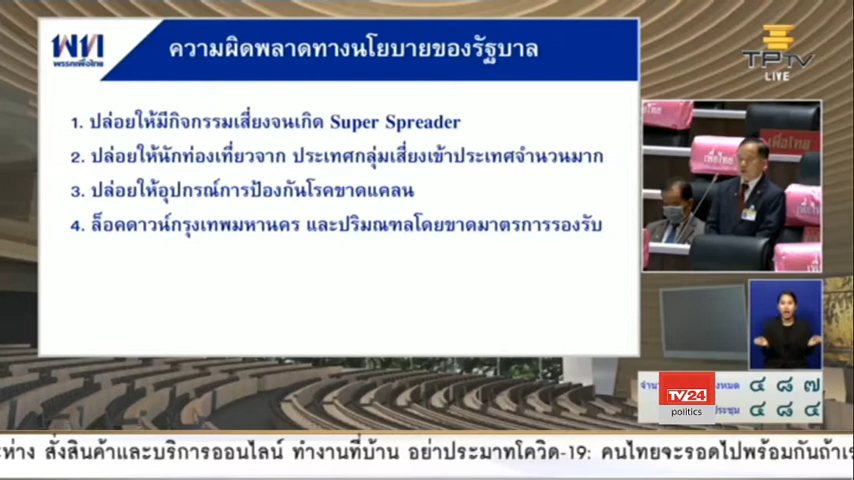 พท
พรรคเพื่อไทย
ความผิดพลาดทางนโยบายของรัฐบาล
TPTV
LIVE
1. ปล่อยให้มีกิจกรรมเสี่ยงจนเกิด Super Spreader
2. ปล่อยให้นักท่องเที่ยวจาก ประเทศกลุ่มเสี่ยงเข้าประเทศจำนวนมาก
3. ปล่อยให้อุปกรณ์การป้องกันโรคขาดแคลน
4. ล็อคดาวน์กรุงเทพมหานคร และปริมณฑลโดยขาดมาตรการรองรับ
เพื่อไทย
เพื่อไทย
TV24
politics
๔๘๗
๔๘๔
สั่งสินค้าและบริการออนไลน์ ทำงานที่บ้าน อย่าประมาทโควิด-19: คนไทยจะรอดไปพร้อมกัน